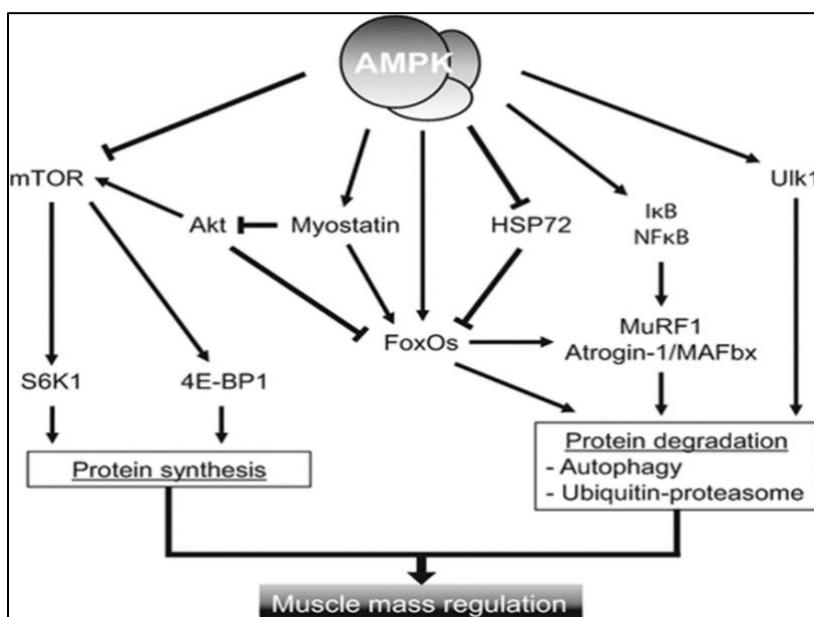 AMPK
mTOR
Akt
Myostatin
HSP72
IκB
NFκB
Ulk1
FoxOs
MuRF1
Atrogin-1/MAFbx
S6K1
4E-BP1
Protein synthesis
Protein degradation
- Autophagy
- Ubiquitin-proteasome
Muscle mass regulation